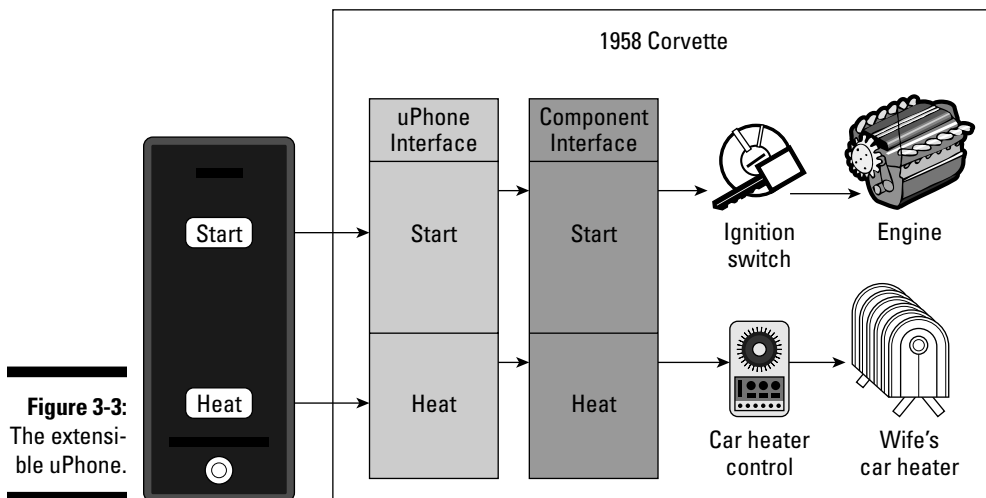 1958 Corvette
uPhone
Interface
Component
Interface
Start
Start
Start
Ignition
switch
Engine
Heat
Heat
Heat
Car heater
control
Wife's
car heater
Figure 3-3:
The extensi-
ble uPhone.